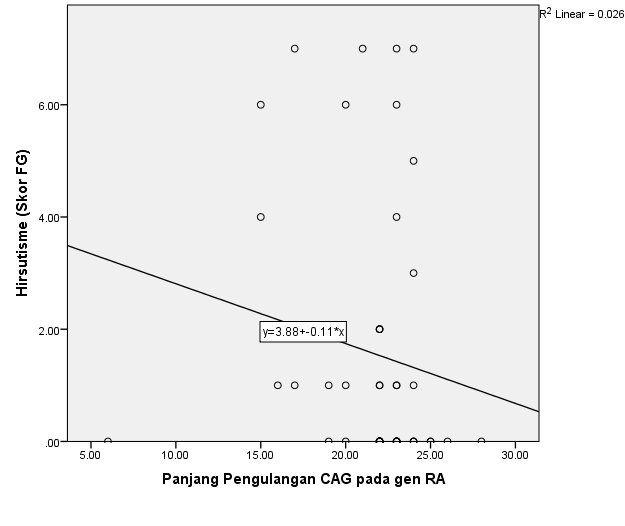 R² Linear = 0.026
Hirsutisme (Skor FG)
6.00
4.00
2.00
.00
y=3.88+-0.11*x
5.00 10.00 15.00 20.00 25.00 30.00
Panjang Pengulangan CAG pada gen RA